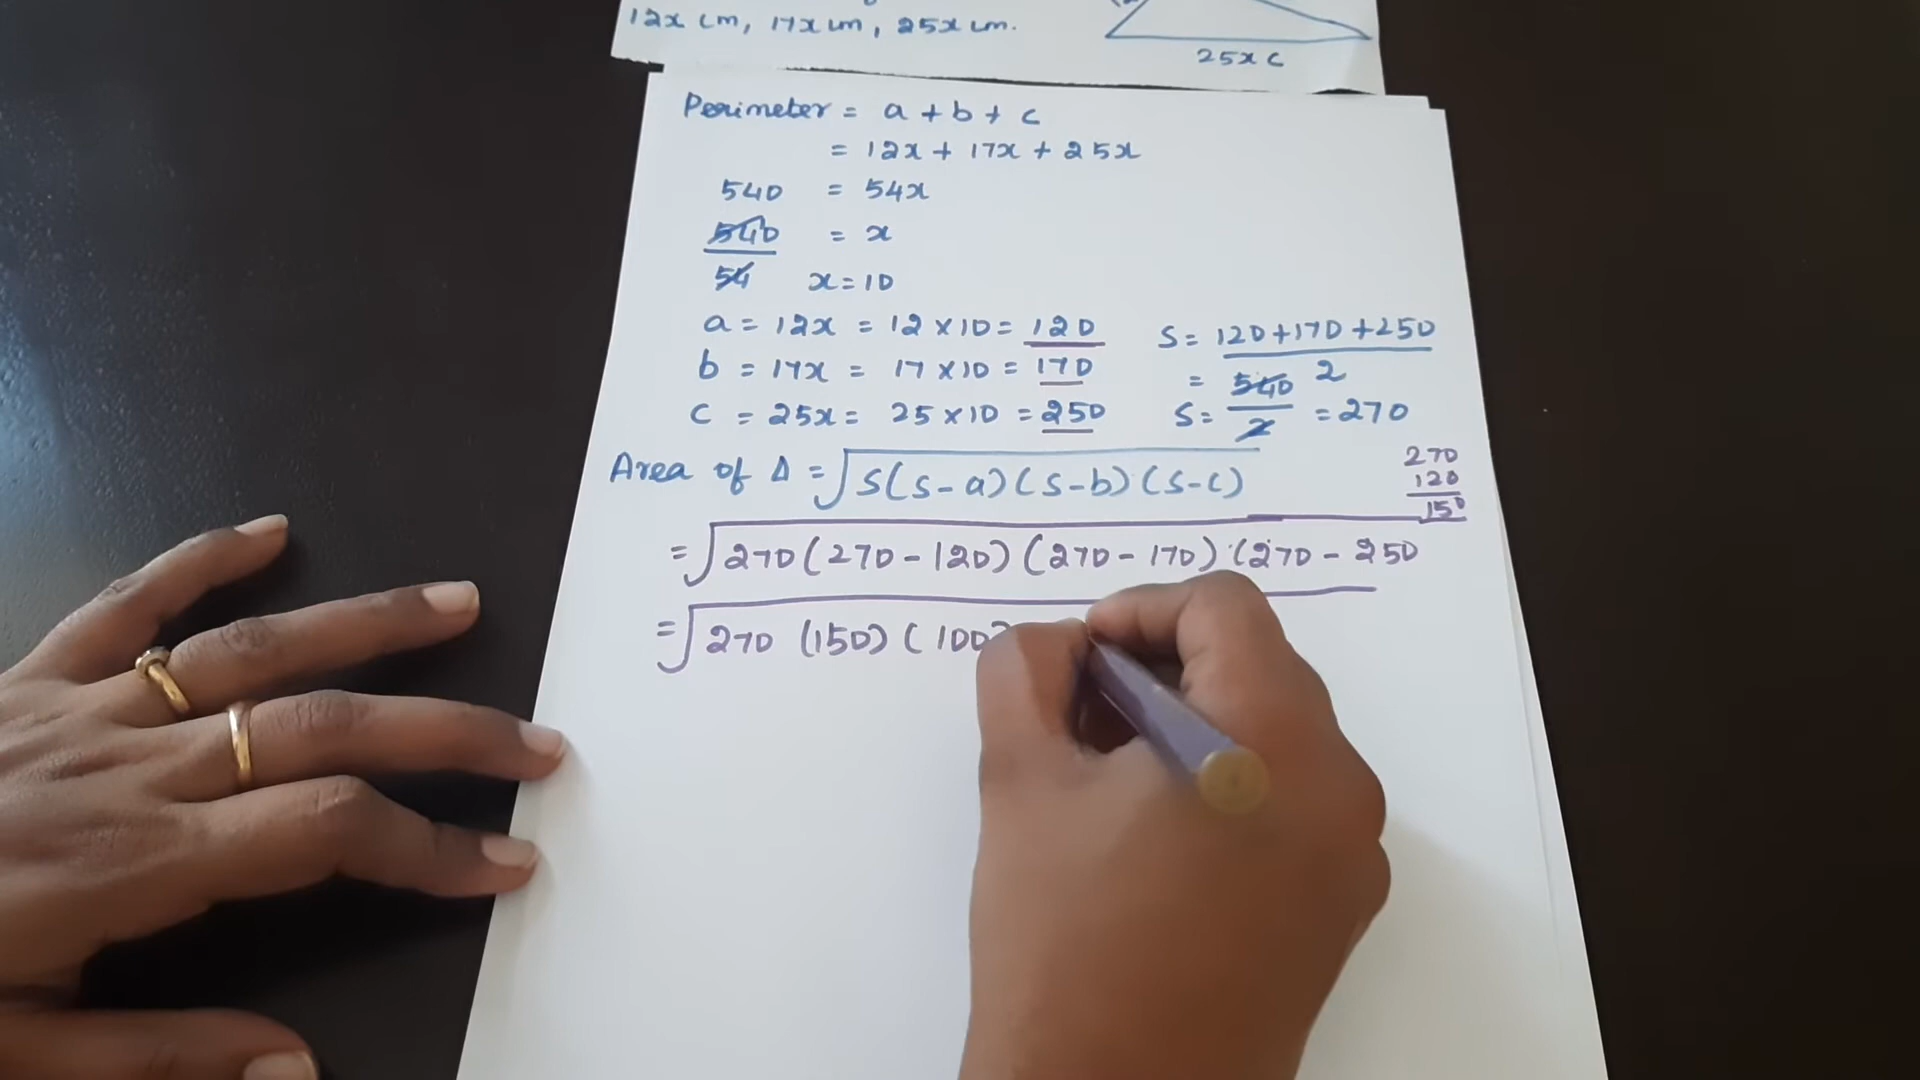 12x cm, 17x cm, 25x cm.
25x c
Perimeter = a + b + c
= 12x + 17x + 25x
540 = 54x
540 = x
54 x = 10
a = 12x = 12 × 10 = 120
b = 17x = 17 × 10 = 170
c = 25x = 25 × 10 = 250
S = 120+170+250
2
= 540
S = 2 = 270
Area of Δ = √S(S-a)(S-b)(S-c)
270
120
150
= √270(270-120)(270-170)(270-250
= √270 (150) (100)